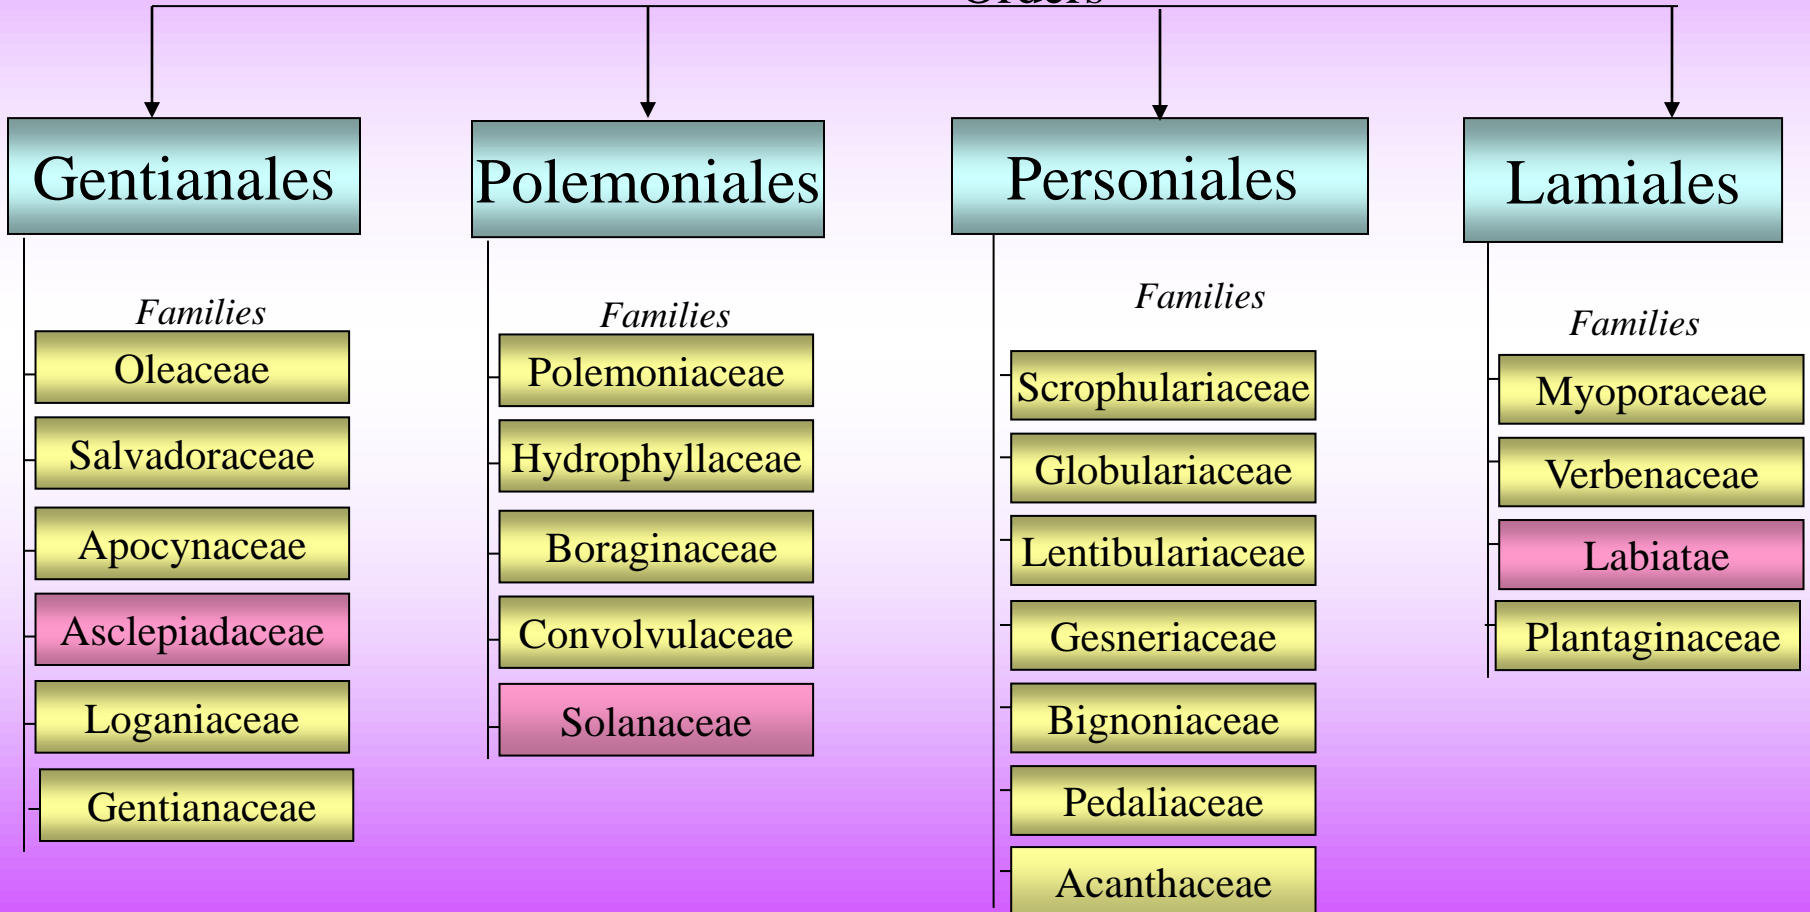 Orders
Gentianales
Families
Oleaceae
Salvadoraceae
Apocynaceae
Asclepiadaceae
Loganiaceae
Gentianaceae
Polemoniales
Families
Polemoniaceae
Hydrophyllaceae
Boraginaceae
Convolvulaceae
Solanaceae
Personiales
Families
Scrophulariaceae
Globulariaceae
Lentibulariaceae
Gesneriaceae
Bignoniaceae
Pedaliaceae
Acanthaceae
Lamiales
Families
Myoporaceae
Verbenaceae
Labiatae
Plantaginaceae